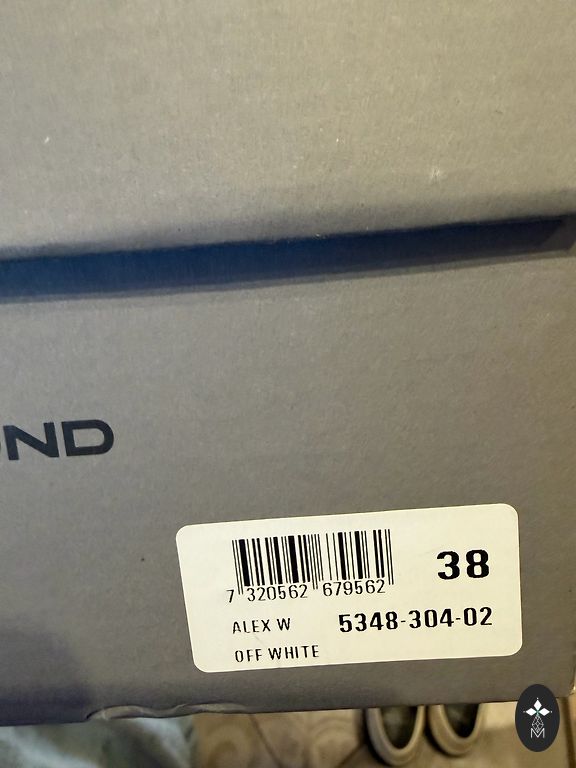 ND
38
7 320562 679562
ALEX W 5348-304-02
OFF WHITE
M